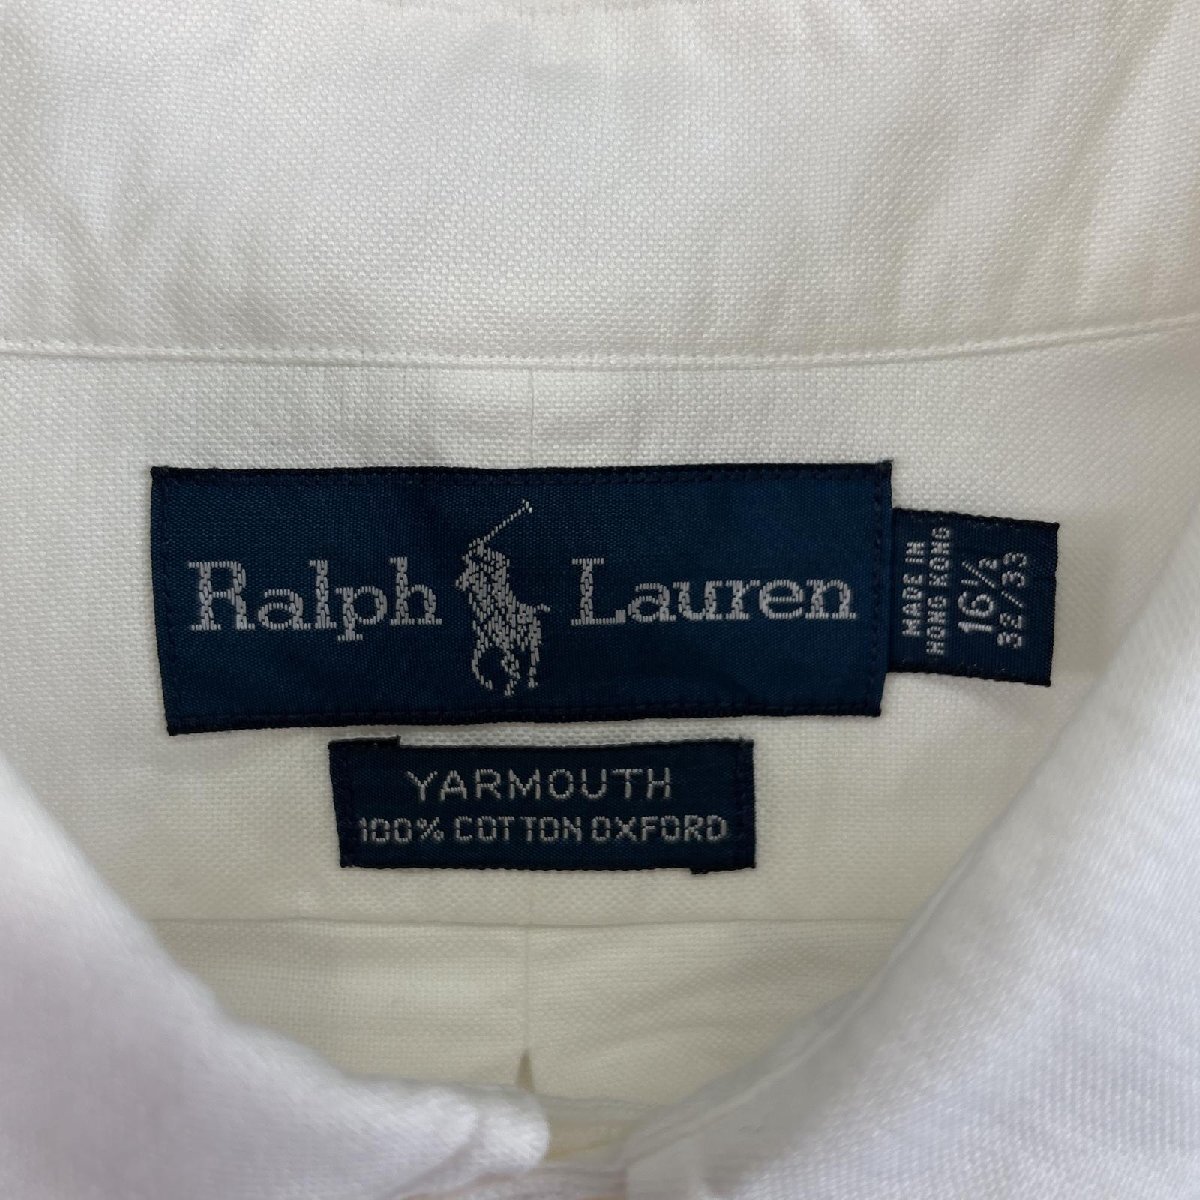 Ralph Lauren
MADE IN
HONG KONG
16½
32/33
YARMOUTH
100% COTTON OXFORD